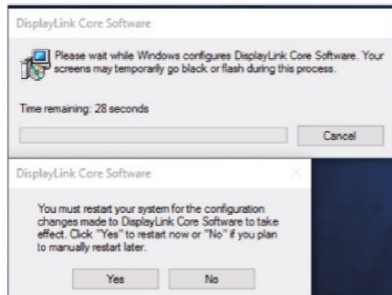 DisplayLink Core Software
Please wait while Windows configures DisplayLink Core Software. Your
screens may temporarily go black or flash during this process.
Time remaining: 28 seconds
Cancel
DisplayLink Core Software
You must restart your system for the configuration
changes made to DisplayLink Core Software to take
effect. Click "Yes" to restart now or "No" if you plan
to manually restart later.
Yes
No